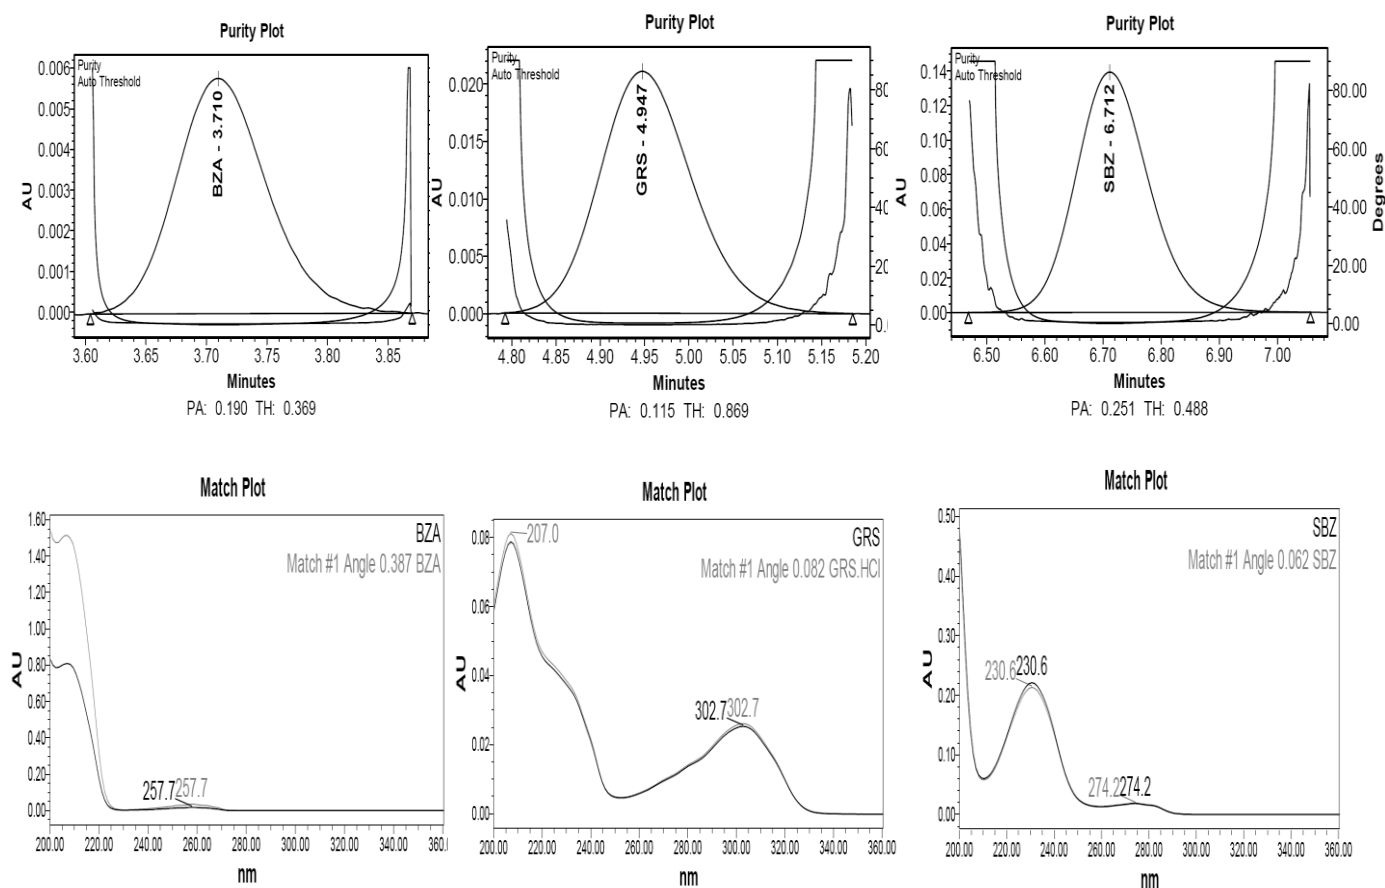 Purity Plot
Purity
Auto Threshold
0.006
0.005
0.004
0.003
0.002
0.001
0.000
AU
BZA - 3.710
3.60 3.65 3.70 3.75 3.80 3.85
Minutes
PA: 0.190 TH: 0.369
Purity Plot
Purity
Auto Threshold
0.020
0.015
0.010
0.005
0.000
AU
GRS - 4.947
80.
60
40
20
0.
4.80 4.85 4.90 4.95 5.00 5.05 5.10 5.15 5.20
Minutes
PA: 0.115 TH: 0.869
Purity Plot
Purity
Auto Threshold
0.14
0.12
0.10
0.08
0.06
0.04
0.02
0.00
AU
SBZ - 6.712
80.00
60.00
40.00
20.00
0.00
Degrees
6.50 6.60 6.70 6.80 6.90 7.00
Minutes
PA: 0.251 TH: 0.488
Match Plot
BZA
Match #1 Angle 0.387 BZA
1.60
1.40
1.20
1.00
0.80
0.60
0.40
0.20
0.00
AU
257.7 257.7
200.00 220.00 240.00 260.00 280.00 300.00 320.00 340.00 360.
nm
Match Plot
207.0
GRS
Match #1 Angle 0.082 GRS.HCl
0.08
0.06
0.04
0.02
0.00
AU
302.7 302.7
200.00 220.00 240.00 260.00 280.00 300.00 320.00 340.00 360.00
nm
Match Plot
SBZ
Match #1 Angle 0.062 SBZ
0.50
0.40
0.30
0.20
0.10
0.00
AU
230.6 230.6
274.2 274.2
200.00 220.00 240.00 260.00 280.00 300.00 320.00 340.00 360.00
nm